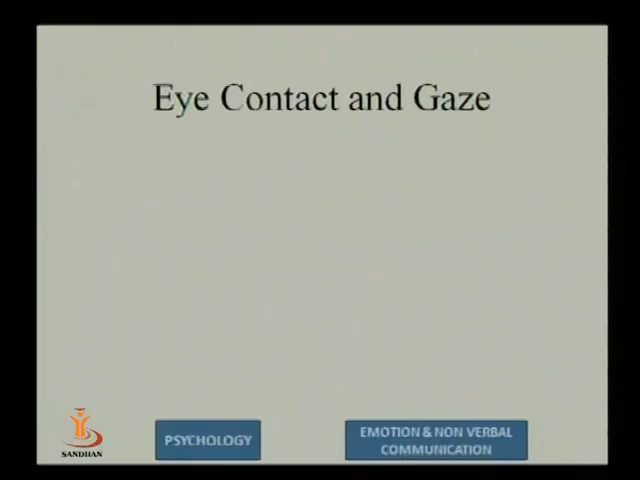 Eye Contact and Gaze
SANDHAN
PSYCHOLOGY
EMOTION & NON VERBAL
COMMUNICATION